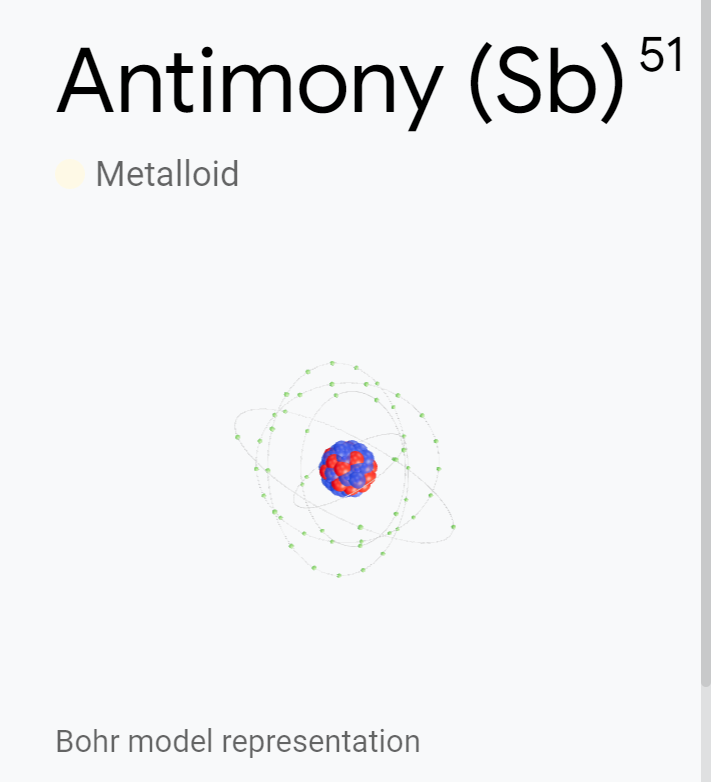 Antimony (Sb) 51
Metalloid
Bohr model representation